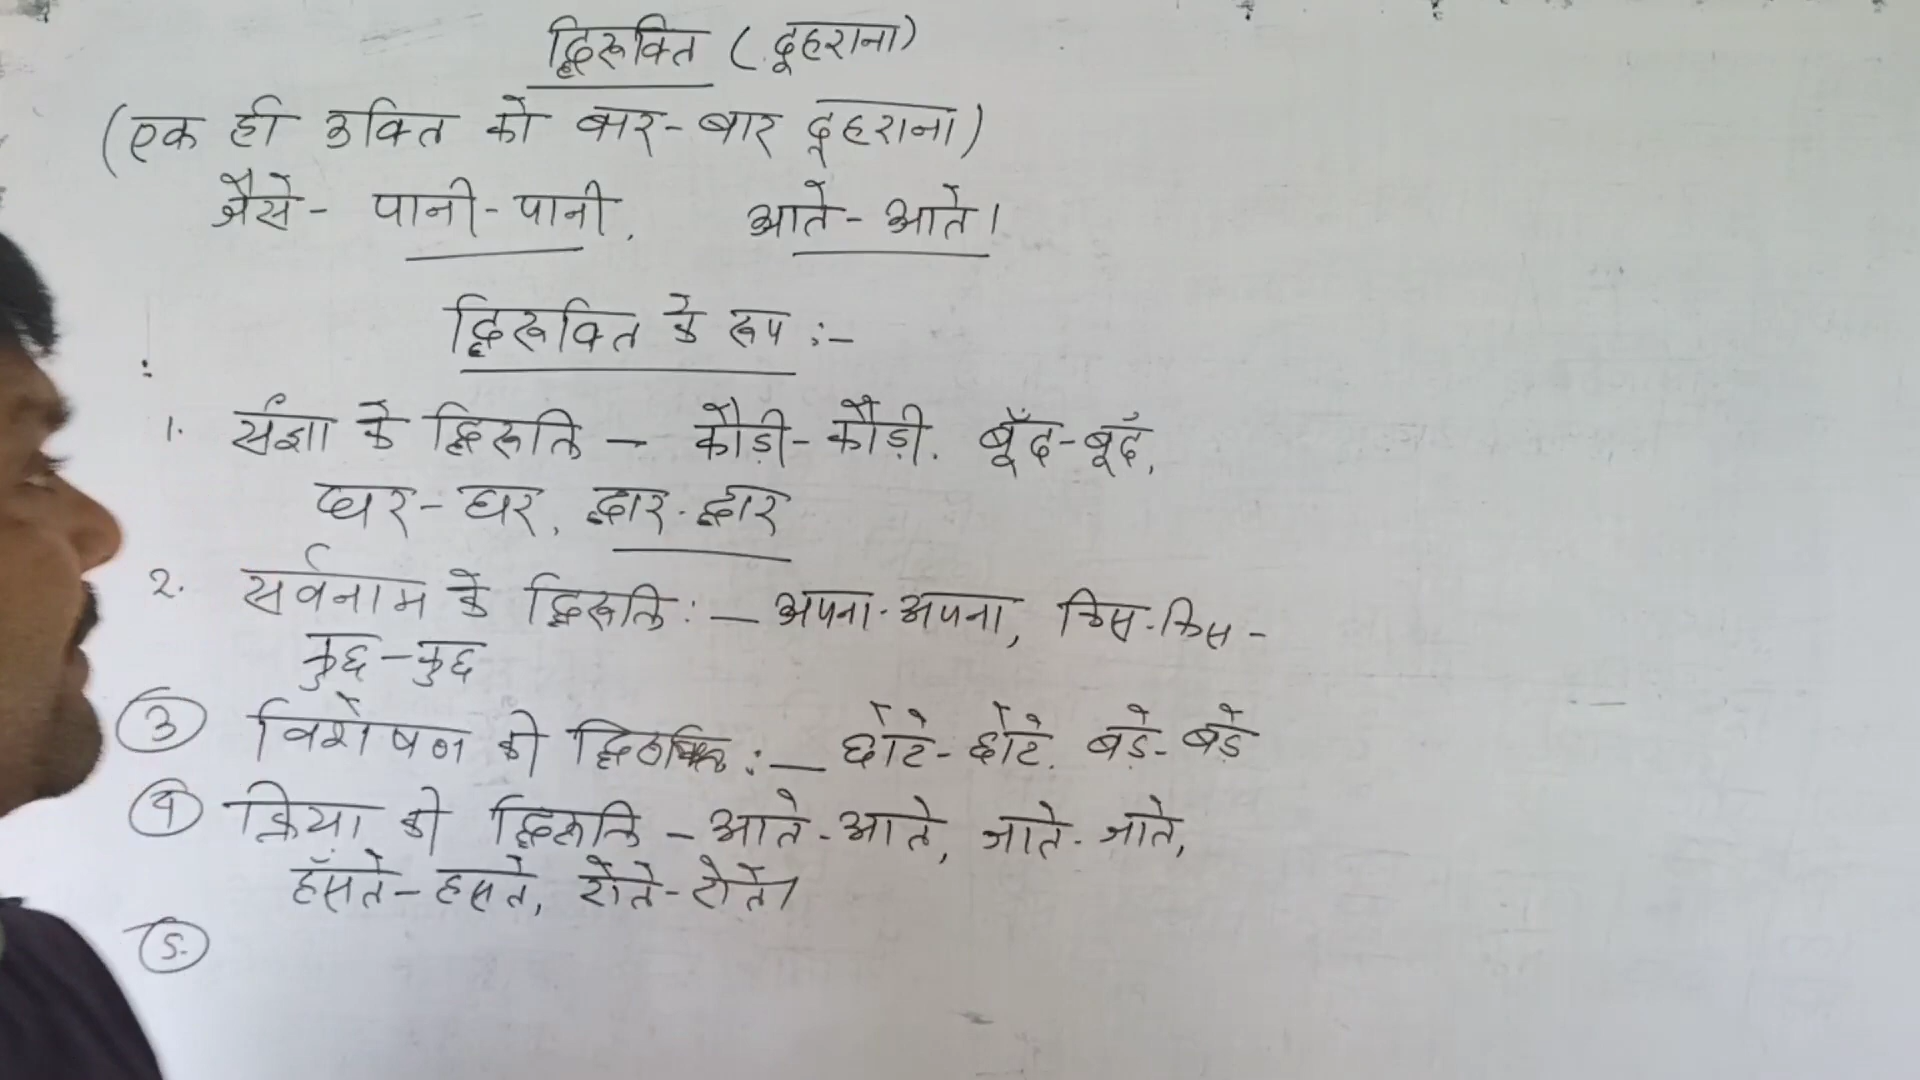 द्विरूक्ति (दूहराना)
(एक ही उक्ति को बार-बार दूहराना)
जैसे- पानी-पानी, आते-आते।
द्विरूक्ति के रूप :-
1. संज्ञा के द्विरूक्ति - कौड़ी-कौड़ी. बूँद-बूँद,
घर-घर, द्वार-द्वार
2. सर्वनाम के द्विरूक्ति :- अपना-अपना, किस-किस-
कुछ-कुछ
3 विशेषण की :- छोटे-छोटे. बड़े-बड़े
4 क्रिया की द्विरूक्ति - आते-आते, जाते-जाते,
हँसते-हसते, रोते-रोते।
5.